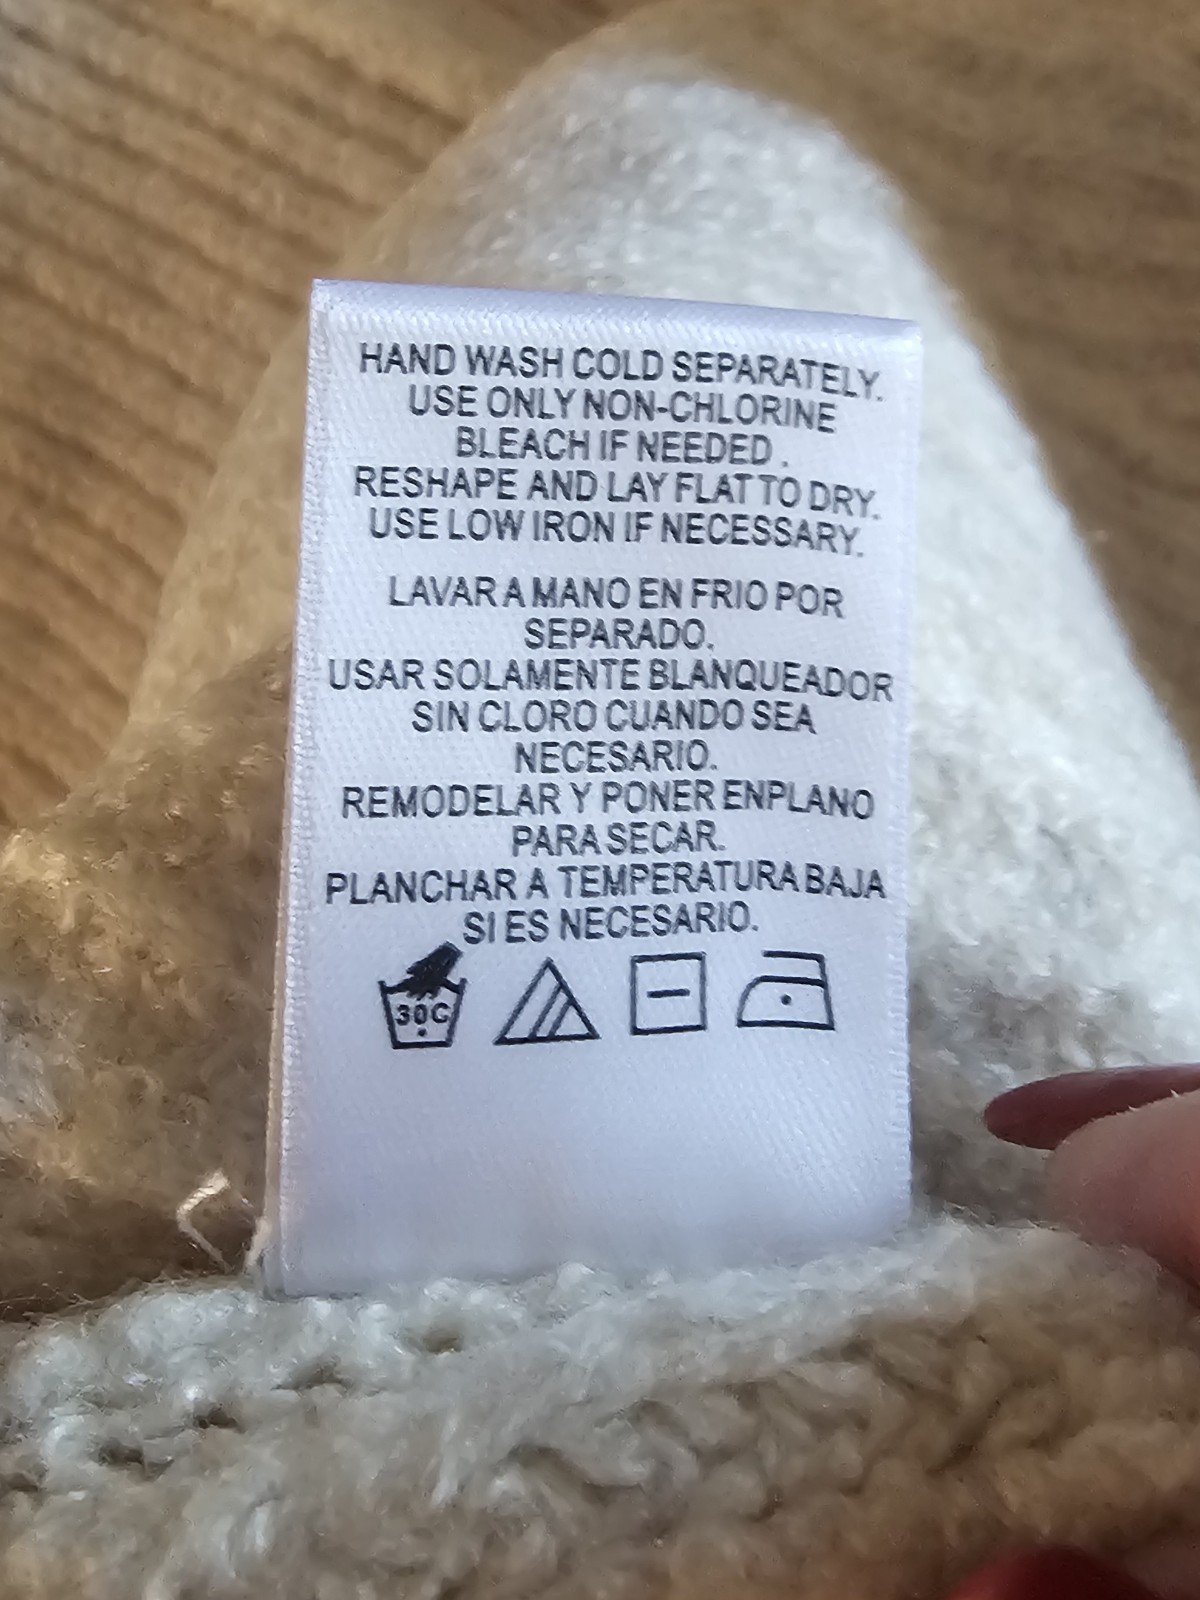 HAND WASH COLD SEPARATELY.
USE ONLY NON-CHLORINE
BLEACH IF NEEDED.
RESHAPE AND LAY FLAT TO DRY.
USE LOW IRON IF NECESSARY.
LAVAR A MANO EN FRIO POR
SEPARADO.
USAR SOLAMENTE BLANQUEADOR
SIN CLORO CUANDO SEA
NECESARIO.
REMODELAR Y PONER ENPLANO
PARA SECAR.
PLANCHAR A TEMPERATURA BAJA
SI ES NECESARIO.
30C